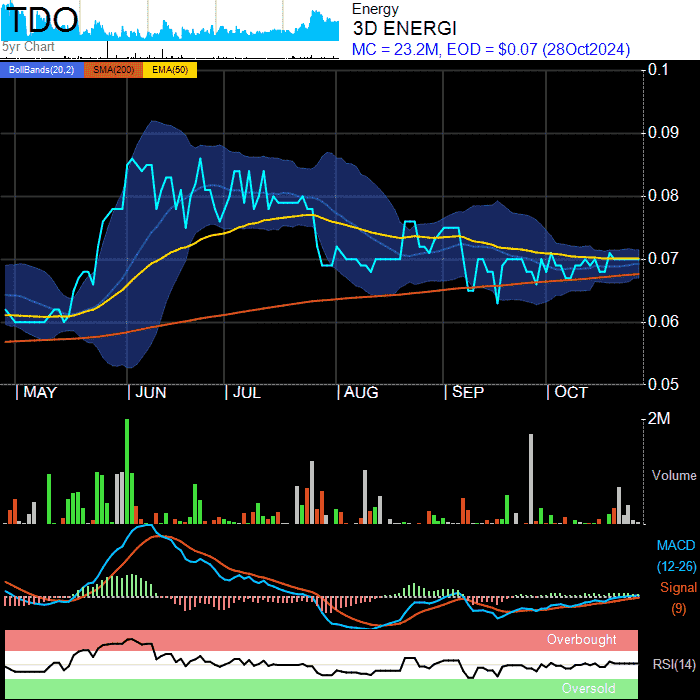 TDO
5yr Chart
Energy
3D ENERGI
MC = 23.2M, EOD = $0.07 (28Oct2024)
BollBands(20,2) SMA(200) EMA(50)
0.1
0.09
0.08
0.07
0.06
0.05
MAY JUN JUL AUG SEP OCT
2M
Volume
MACD
(12-26)
Signal
(9)
Overbought
RSI(14)
Oversold